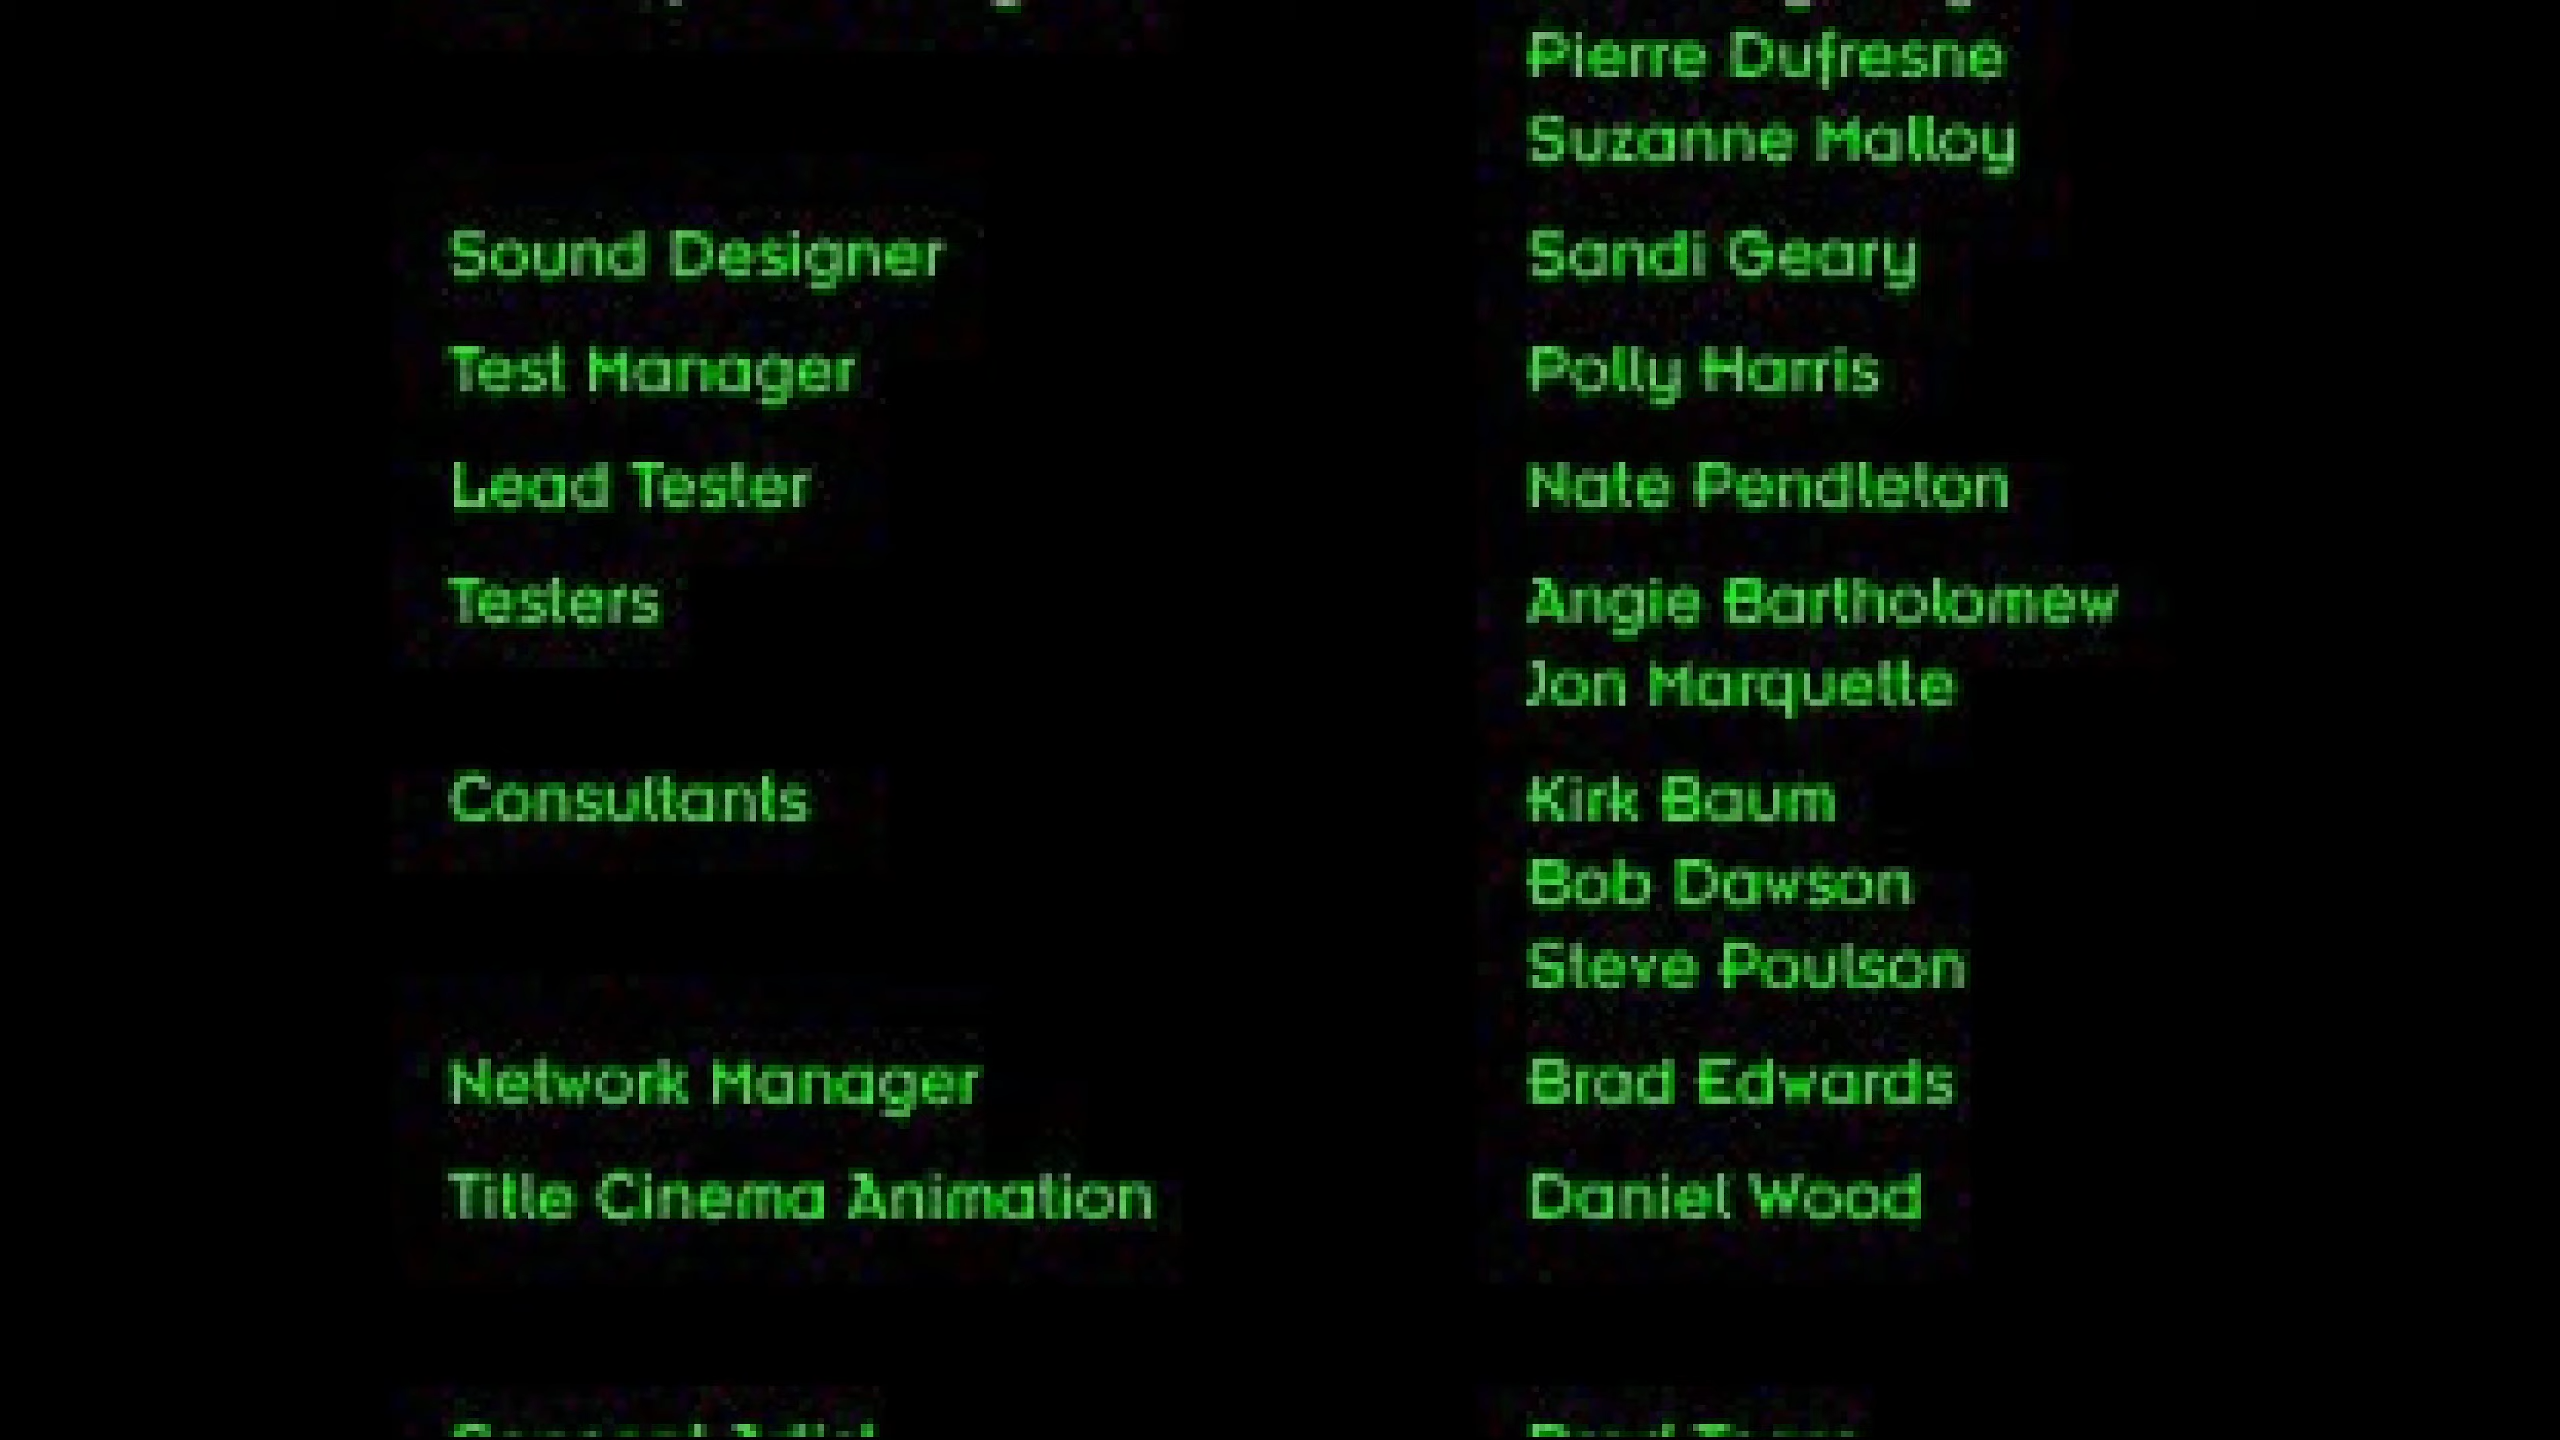 Pierre Dufresne
Suzanne Malloy
Sound Designer Sandi Geary
Test Manager Polly Harris
Lead Tester Nate Pendleton
Testers Angie Bartholomew
Jon Marquette
Consultants Kirk Baum
Bob Dawson
Steve Poulson
Network Manager Brad Edwards
Title Cinema Animation Daniel Wood